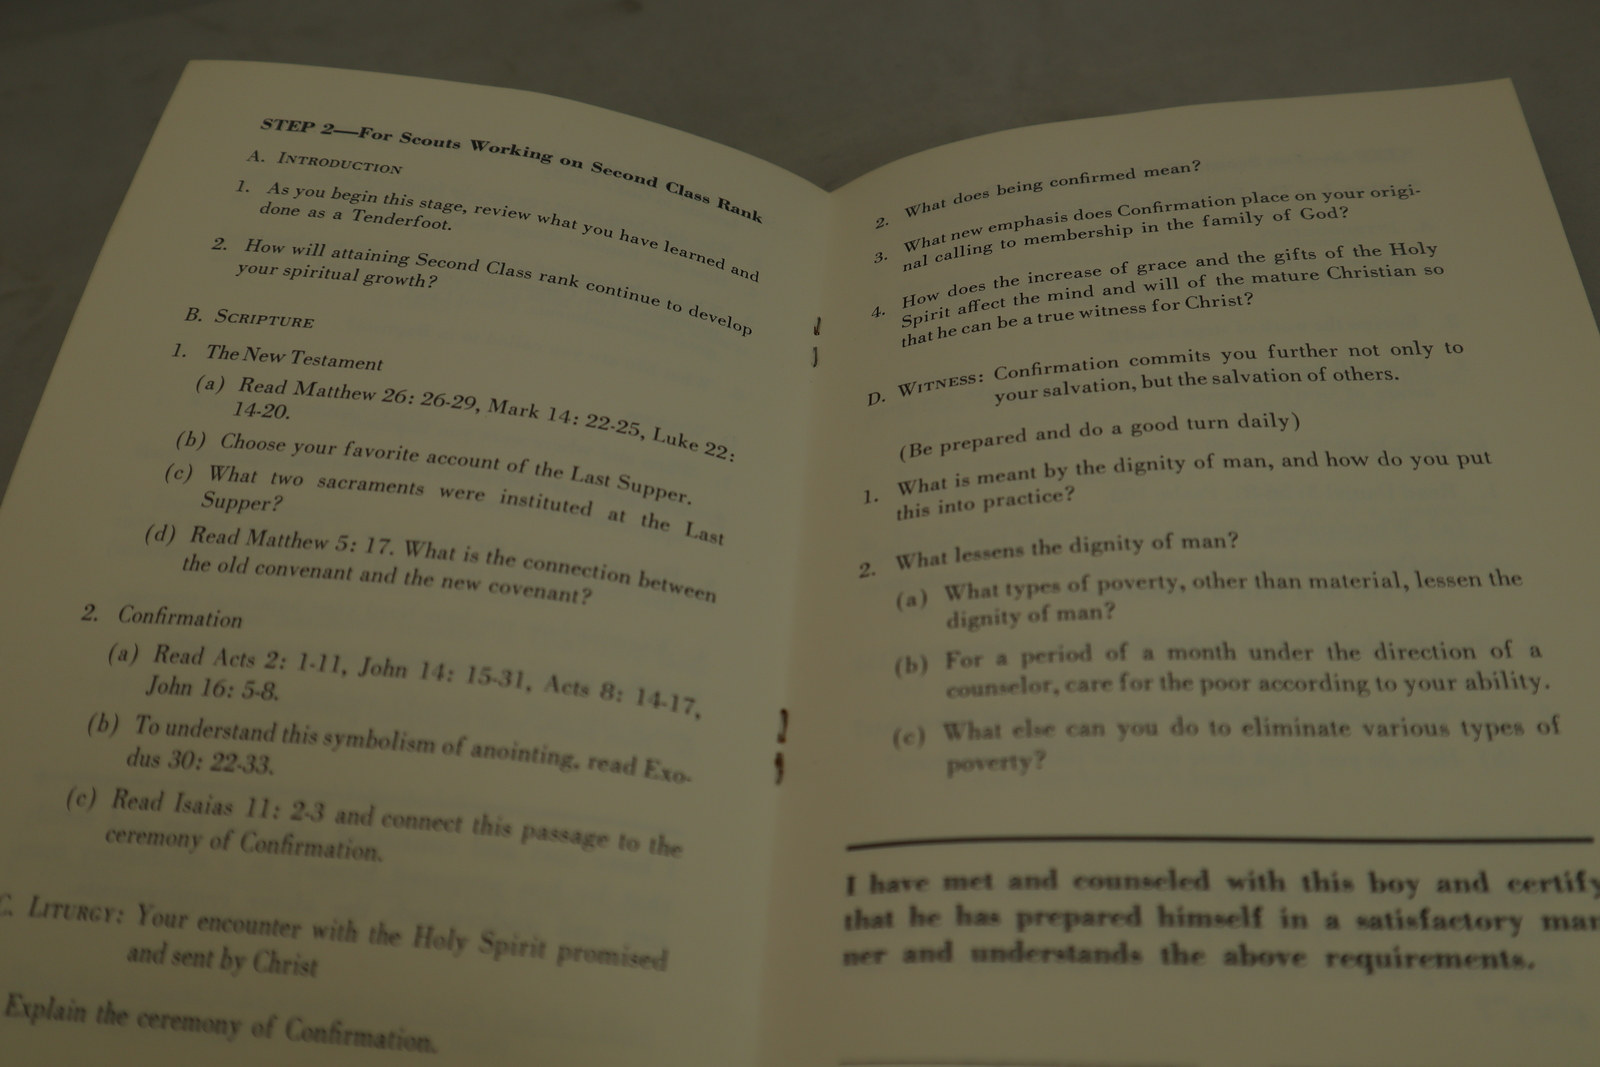 STEP 2—For Scouts Working on Second Class Rank
A. INTRODUCTION
1. As you begin this stage, review what you have learned and
done as a Tenderfoot.
2. How will attaining Second Class rank continue to develop
your spiritual growth?
B. SCRIPTURE
1. The New Testament
(a) Read Matthew 26: 26-29, Mark 14: 22-25, Luke 22:
14-20.
(b) Choose your favorite account of the Last Supper.
(c) What two sacraments were instituted at the Last
Supper?
(d) Read Matthew 5: 17. What is the connection between
the old convenant and the new covenant?
2. Confirmation
(a) Read Acts 2: 1-11, John 14: 15-31, Acts 8: 14-17,
John 16: 5-8.
(b) To understand this symbolism of anointing, read Exo-
dus 30: 22-33.
(c) Read Isaias 11: 2-3 and connect this passage to the
ceremony of Confirmation.
C. LITURGY: Your encounter with the Holy Spirit promised
and sent by Christ
Explain the ceremony of Confirmation.
2. What does being confirmed mean?
3. What new emphasis does Confirmation place on your origi-
nal calling to membership in the family of God?
4. How does the increase of grace and the gifts of the Holy
Spirit affect the mind and will of the mature Christian so
that he can be a true witness for Christ?
D. WITNESS: Confirmation commits you further not only to
your salvation, but the salvation of others.
(Be prepared and do a good turn daily)
1. What is meant by the dignity of man, and how do you put
this into practice?
2. What lessens the dignity of man?
(a) What types of poverty, other than material, lessen the
dignity of man?
(b) For a period of a month under the direction of a
counselor, care for the poor according to your ability.
(c) What else can you do to eliminate various types of
poverty?
I have met and counseled with this boy and certify
that he has prepared himself in a satisfactory man
ner and understands the above requirements.